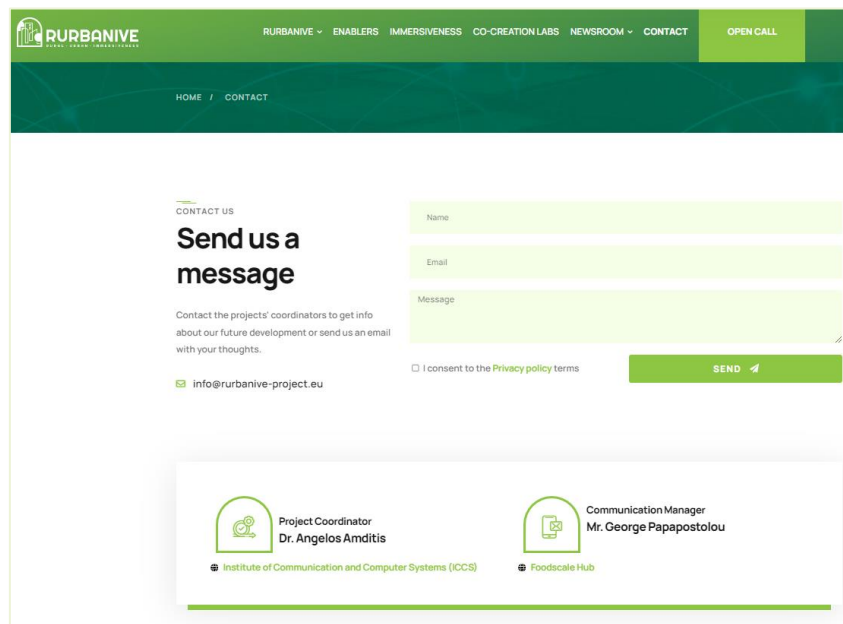 RURBANIVE
RURAL · URBAN · IMMERSIVENESS
RURBANIVE ENABLERS IMMERSIVENESS CO-CREATION LABS NEWSROOM CONTACT OPEN CALL
HOME / CONTACT
CONTACT US
Send us a
message
Contact the projects' coordinators to get info
about our future development or send us an email
with your thoughts.
info@rurbanive-project.eu
Name
Email
Message
I consent to the Privacy policy terms
SEND
Project Coordinator
Dr. Angelos Amditis
Institute of Communication and Computer Systems (ICCS)
Communication Manager
Mr. George Papapostolou
Foodscale Hub